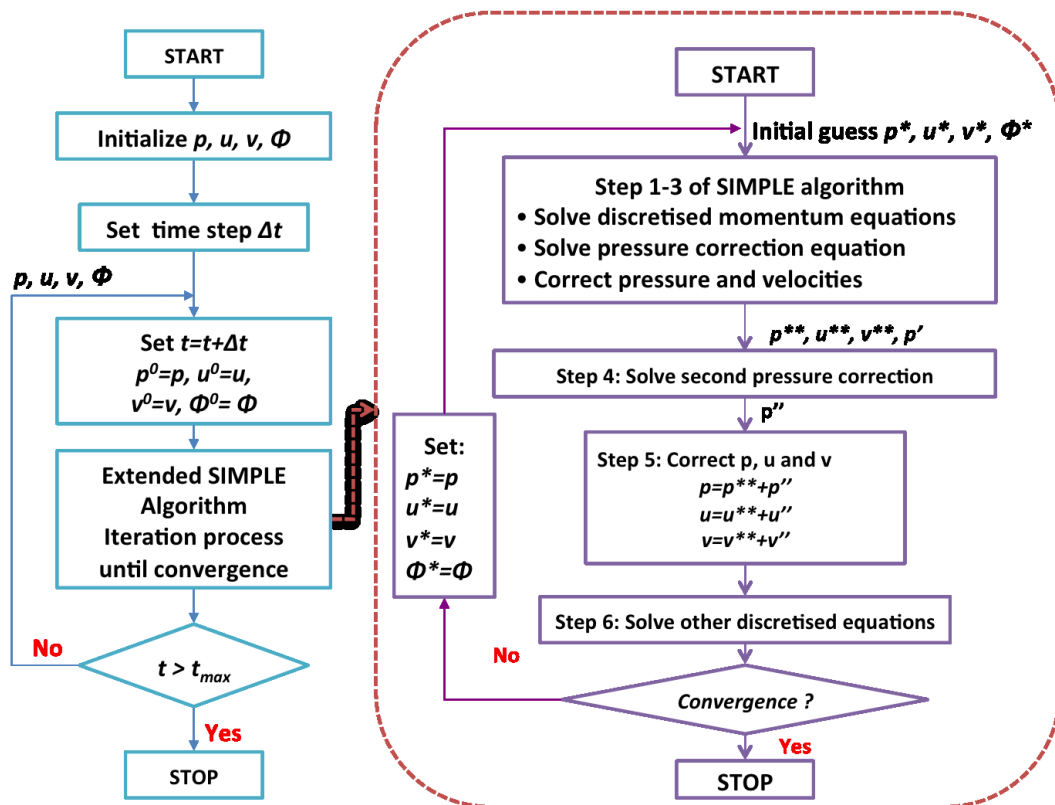 START
Initialize p, u, v, Φ
Set time step Δt
p, u, v, Φ
Set t=t+Δt
p⁰=p, u⁰=u,
v⁰=v, Φ⁰= Φ
Extended SIMPLE
Algorithm
Iteration process
until convergence
No
t > tₘₐₓ
Yes
STOP
START
Initial guess p*, u*, v*, Φ*
Step 1-3 of SIMPLE algorithm
• Solve discretised momentum equations
• Solve pressure correction equation
• Correct pressure and velocities
p**, u**, v**, p’
Step 4: Solve second pressure correction
p’’
Step 5: Correct p, u and v
p=p**+p’’
u=u**+u’’
v=v**+v’’
Set:
p*=p
u*=u
v*=v
Φ*=Φ
Step 6: Solve other discretised equations
No
Convergence ?
Yes
STOP